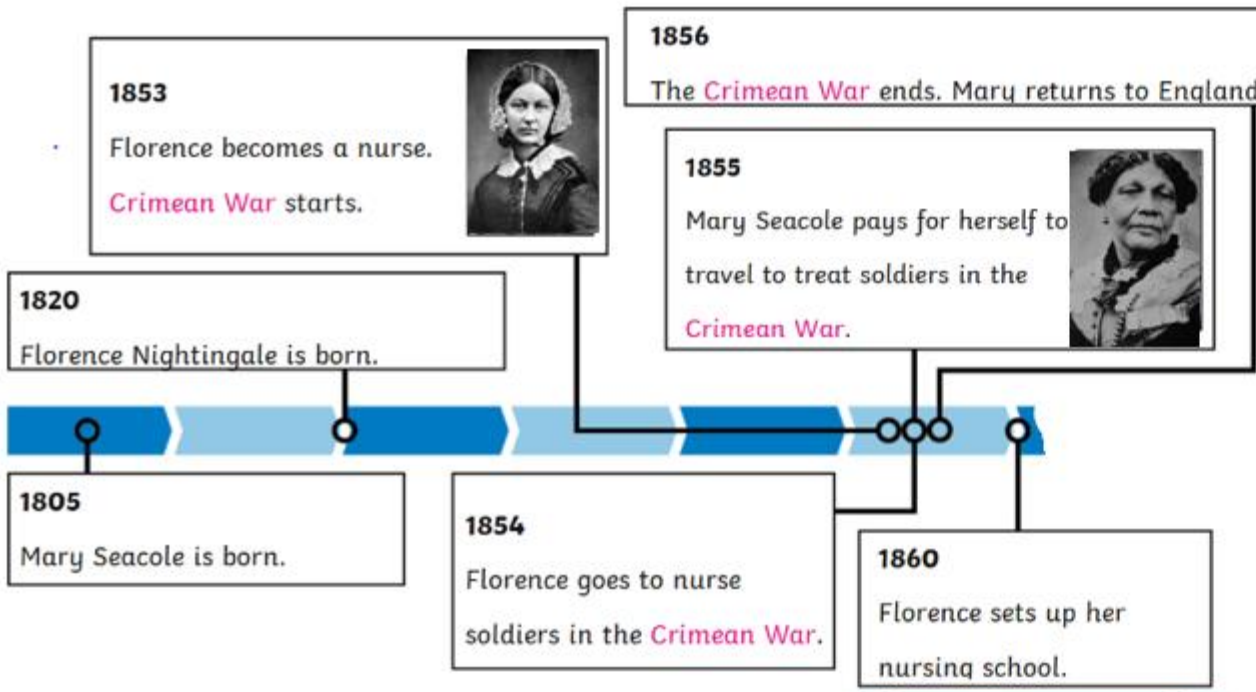 1856
The Crimean War ends. Mary returns to England
1853
Florence becomes a nurse.
Crimean War starts.
1855
Mary Seacole pays for herself to
travel to treat soldiers in the
Crimean War.
1820
Florence Nightingale is born.
1805
Mary Seacole is born.
1854
Florence goes to nurse
soldiers in the Crimean War.
1860
Florence sets up her
nursing school.